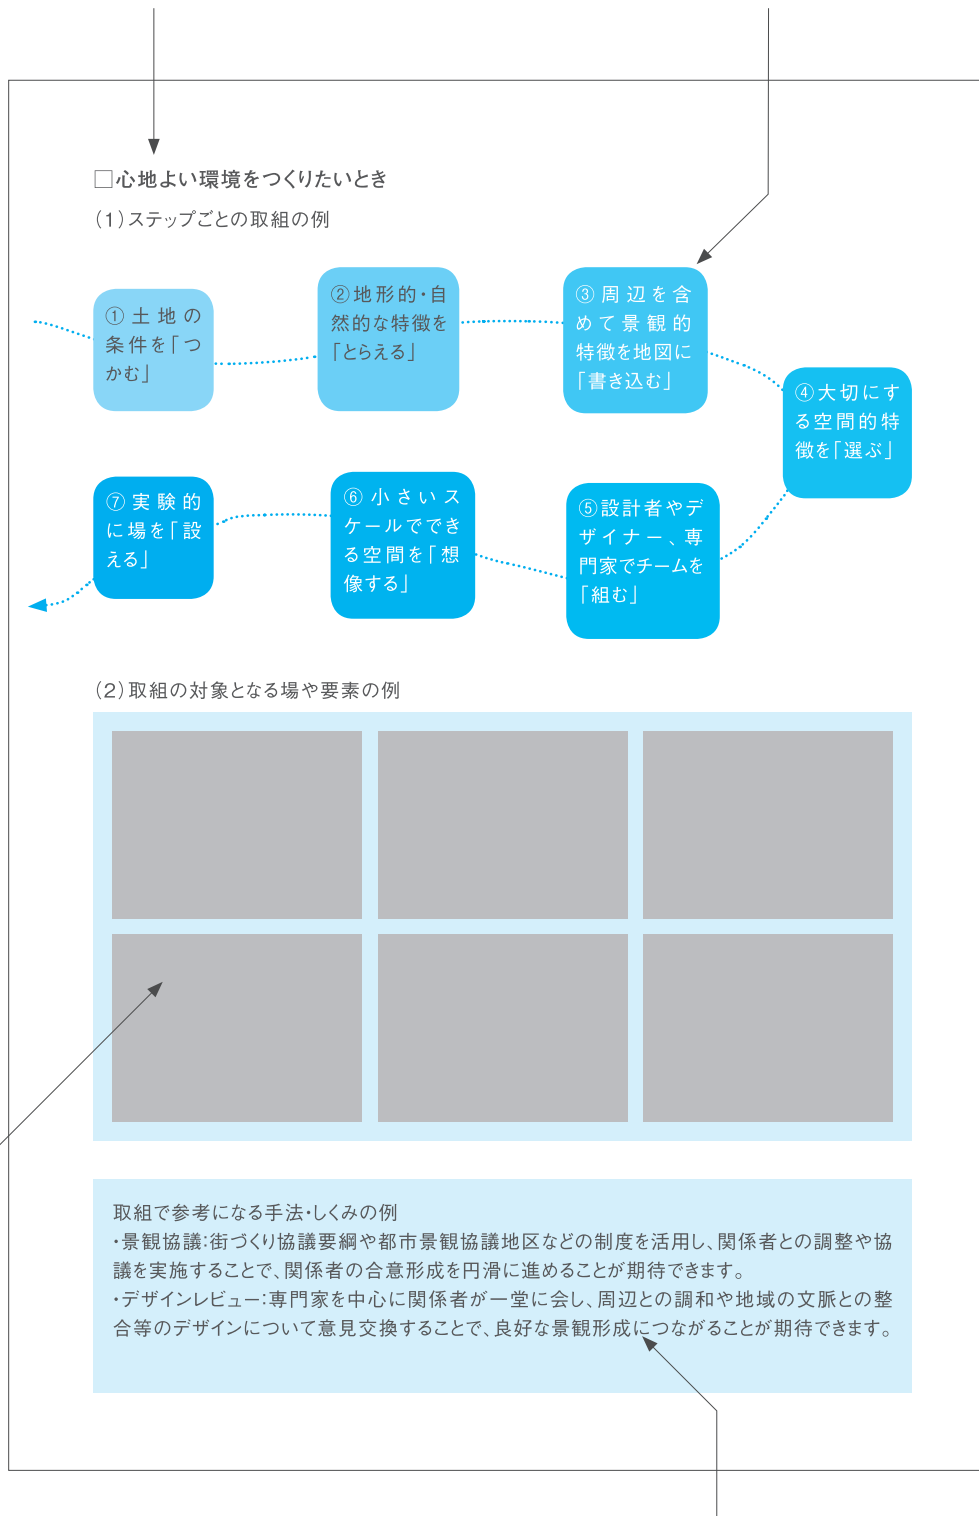 □心地よい環境をつくりたいとき
（1）ステップごとの取組の例
①土地の
条件を「つ
かむ」
②地形的・自
然的な特徴を
「とらえる」
③周辺を含
めて景観的
特徴を地図に
「書き込む」
④大切にす
る空間的特
徴を「選ぶ」
⑤設計者やデ
ザイナー、専
門家でチームを
「組む」
⑥小さいス
ケールででき
る空間を「想
像する」
⑦実験的
に場を「設
える」
（2）取組の対象となる場や要素の例
取組で参考になる手法・しくみの例
・景観協議：街づくり協議要綱や都市景観協議地区などの制度を活用し、関係者との調整や協
議を実施することで、関係者の合意形成を円滑に進めることが期待できます。
・デザインレビュー：専門家を中心に関係者が一堂に会し、周辺との調和や地域の文脈との整
合等のデザインについて意見交換することで、良好な景観形成につながることが期待できます。